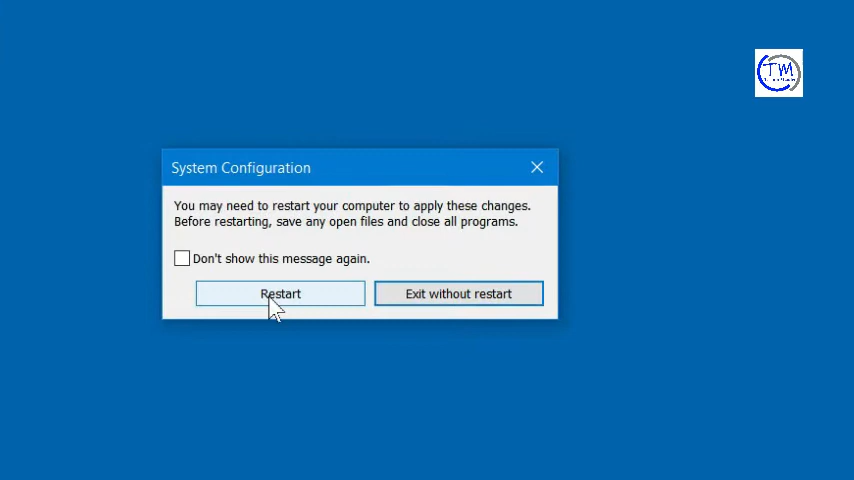 TM
System Configuration
You may need to restart your computer to apply these changes.
Before restarting, save any open files and close all programs.
Don't show this message again.
Restart
Exit without restart